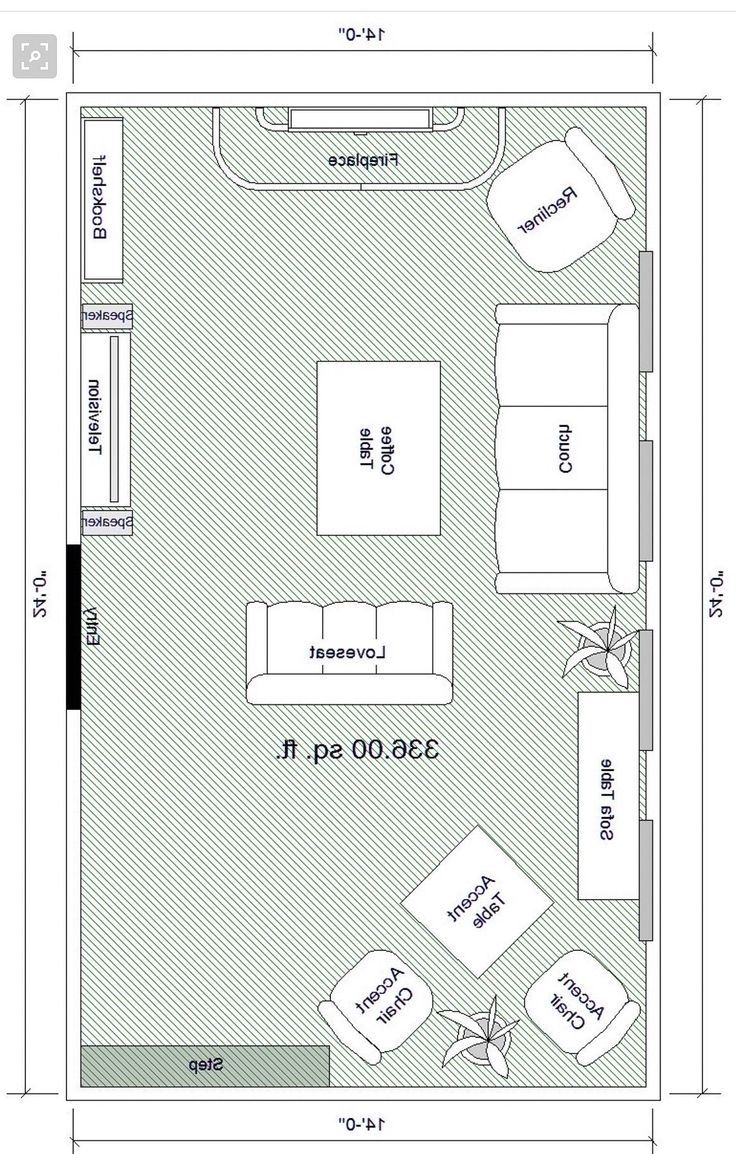 14'-0"
Fireplace
Recliner
Bookshelf
Speaker
Television
Coffee
Table
Couch
Speaker
24'-0"
24'-0"
Entry
Loveseat
336.00 sq. ft.
Sofa Table
Accent
Table
Accent
Chair
Accent
Chair
Step
14'-0"